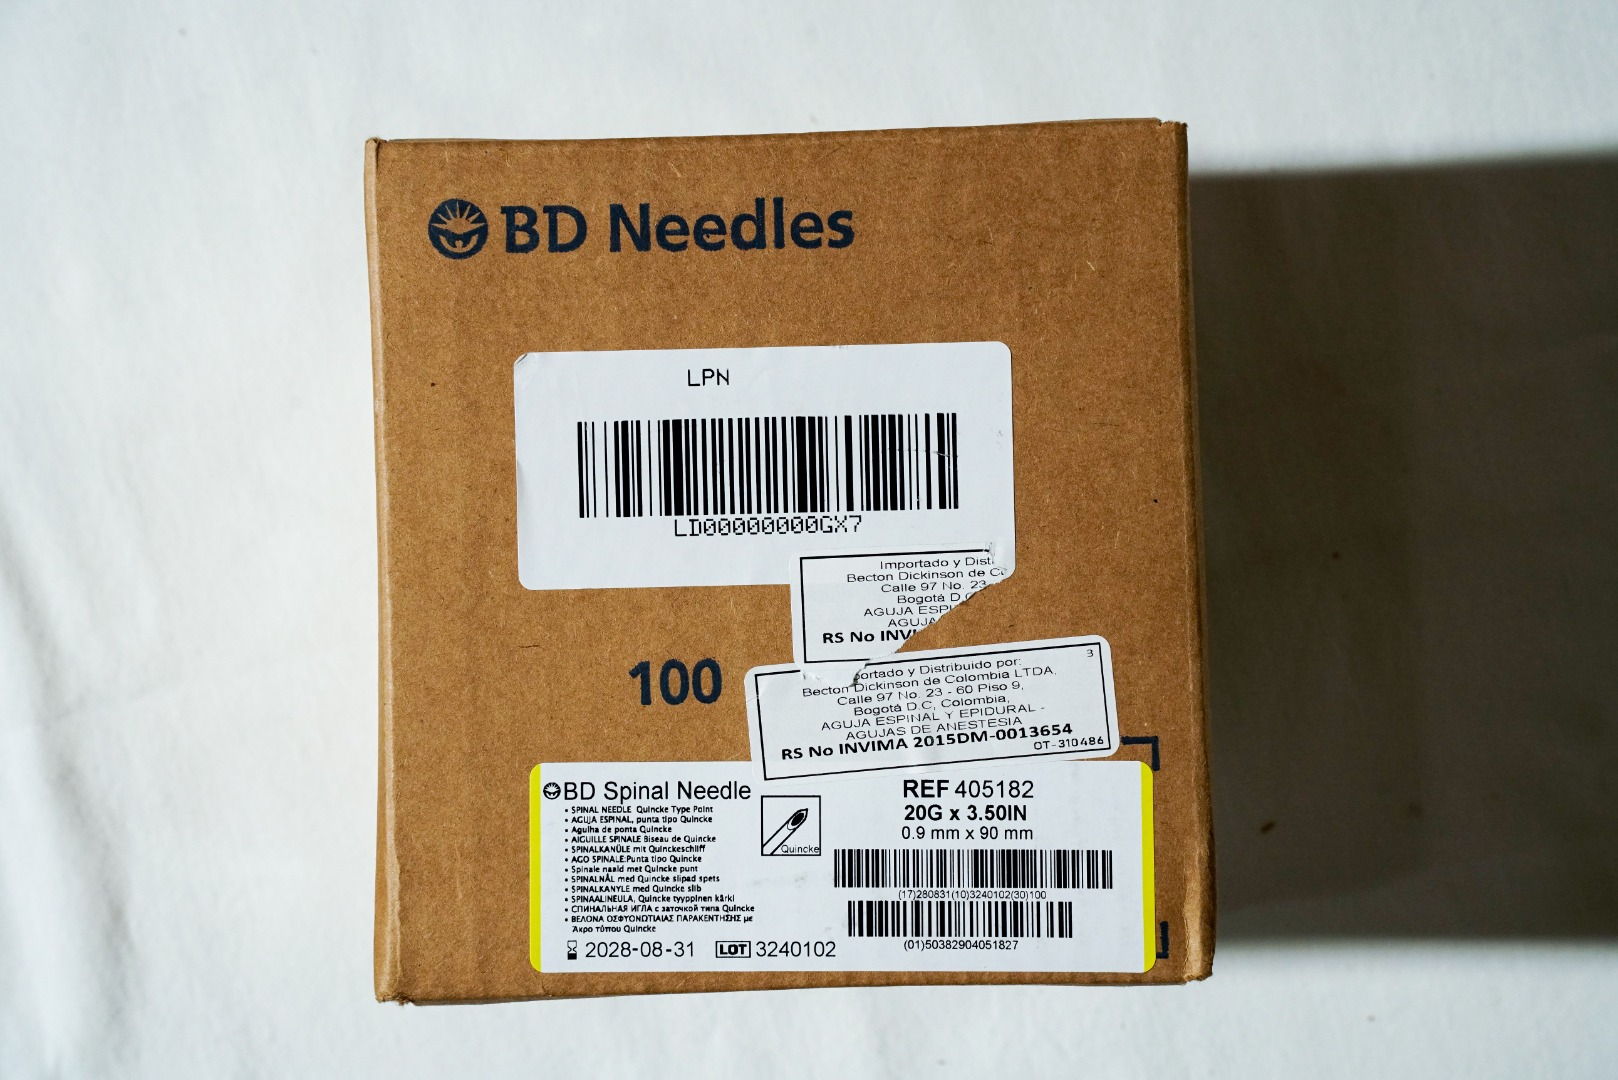 BD Needles
LPN
LD00000000GX7
Importado y Dist
Becton Dickinson de C
Calle 97 No. 23
Bogotá D.C
AGUJA ESPI
AGUJA
RS No INVI
100
3
portado y Distribuido por:
Becton Dickinson de Colombia LTDA,
Calle 97 No. 23 - 60 Piso 9,
Bogotá D.C, Colombia,
AGUJA ESPINAL Y EPIDURAL -
AGUJAS DE ANESTESIA
RS No INVIMA 2015DM-0013654
OT-310486
BD Spinal Needle
• SPINAL NEEDLE Quincke Type Point
• AGUJA ESPINAL, punta tipo Quincke
• Agulha de ponta Quincke
• AIGUILLE SPINALE Biseau de Quincke
• SPINALKANÜLE mit Quinckeschliff
• AGO SPINALE:Punta tipo Quincke
• Spinale naald met Quincke punt
• SPINALNÅL med Quincke slipad spets
• SPINALKANYLE med Quincke slib
• SPINAALINEULA, Quincke tyyppinen kärki
• СПИНАЛЬНАЯ ИГЛА с заточкой типа Quincke
• ΒΕΛΟΝΑ ΟΣΦΥΟΝΩΤΙΑΙΑΣ ΠΑΡΑΚΕΝΤΗΣΗΣ με
Άκρο τύπου Quincke
2028-08-31 LOT 3240102
Quincke
REF 405182
20G x 3.50IN
0.9 mm x 90 mm
(17)280831(10)3240102(30)100
(01)50382904051827